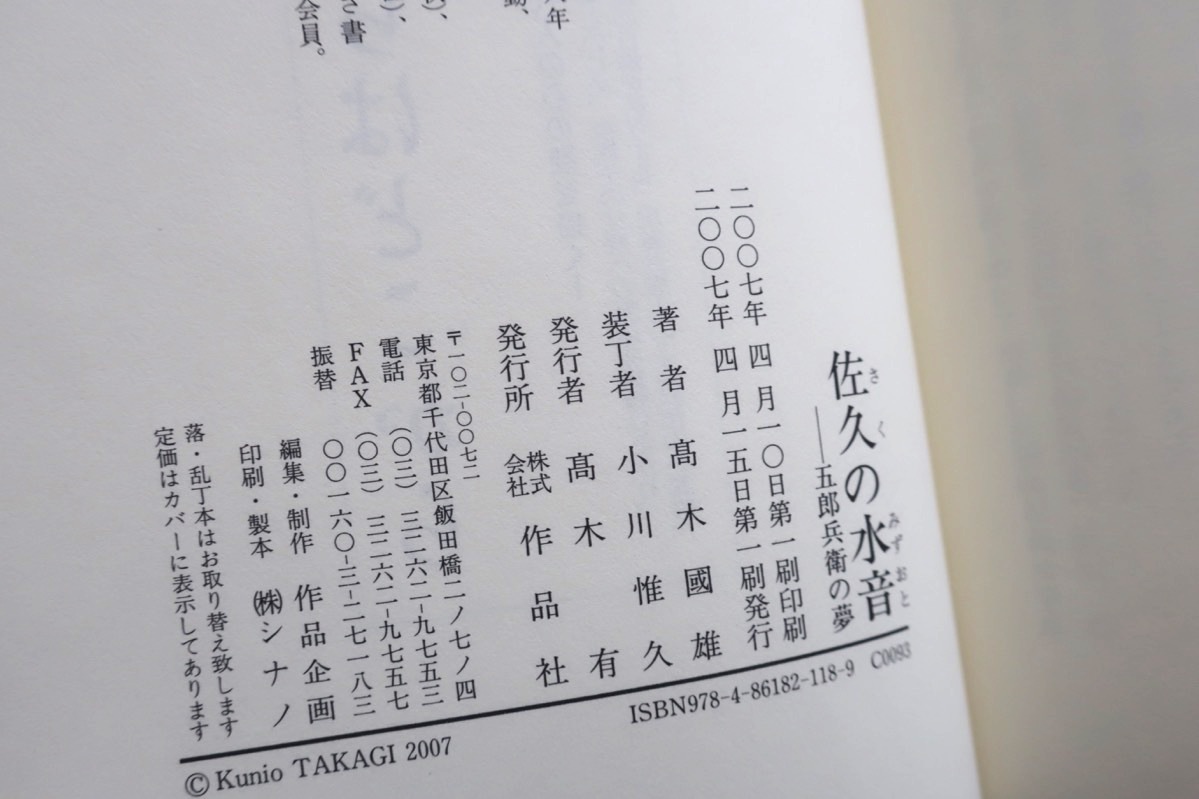 佐久の水音
さく みずおと
──五郎兵衛の夢
二〇〇七年 四月一〇日第一刷印刷
二〇〇七年 四月一五日第一刷発行
著者 髙木國雄
装丁者 小川惟久
発行者 髙木有
発行所 株式会社 作品社
〒一〇二-〇〇七二
東京都千代田区飯田橋二ノ七ノ四
電話 (〇三)三二六二-九七五三
FAX (〇三)三二六二-九七五七
振替 〇〇一六〇-三-二七一八三
編集・制作 作品企画
印刷・製本 ㈱シナノ
落・乱丁本はお取り替え致します
定価はカバーに表示してあります
ISBN978-4-86182-118-9 C0093
©Kunio TAKAGI 2007
年
、
、
、
さ書
会員。